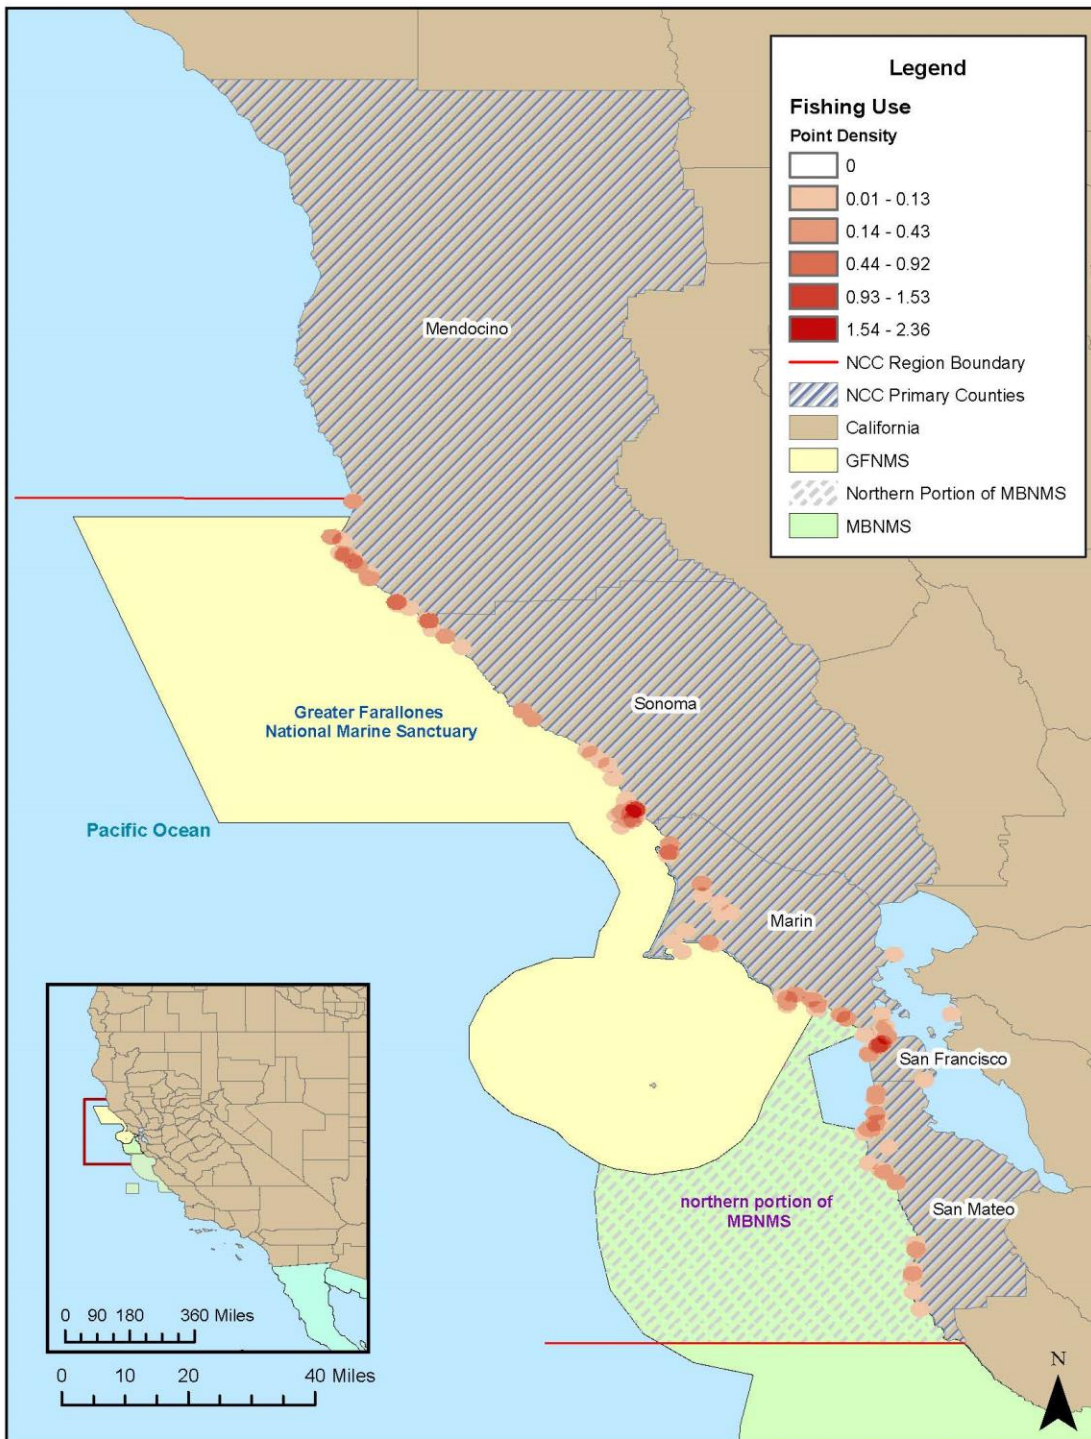 Legend
Fishing Use
Point Density
0
0.01 - 0.13
0.14 - 0.43
0.44 - 0.92
0.93 - 1.53
1.54 - 2.36
NCC Region Boundary
NCC Primary Counties
California
GFNMS
Northern Portion of MBNMS
MBNMS
Mendocino
Sonoma
Greater Farallones
National Marine Sanctuary
Pacific Ocean
Marin
San Francisco
northern portion of
MBNMS
San Mateo
0 90 180 360 Miles
0 10 20 40 Miles
N